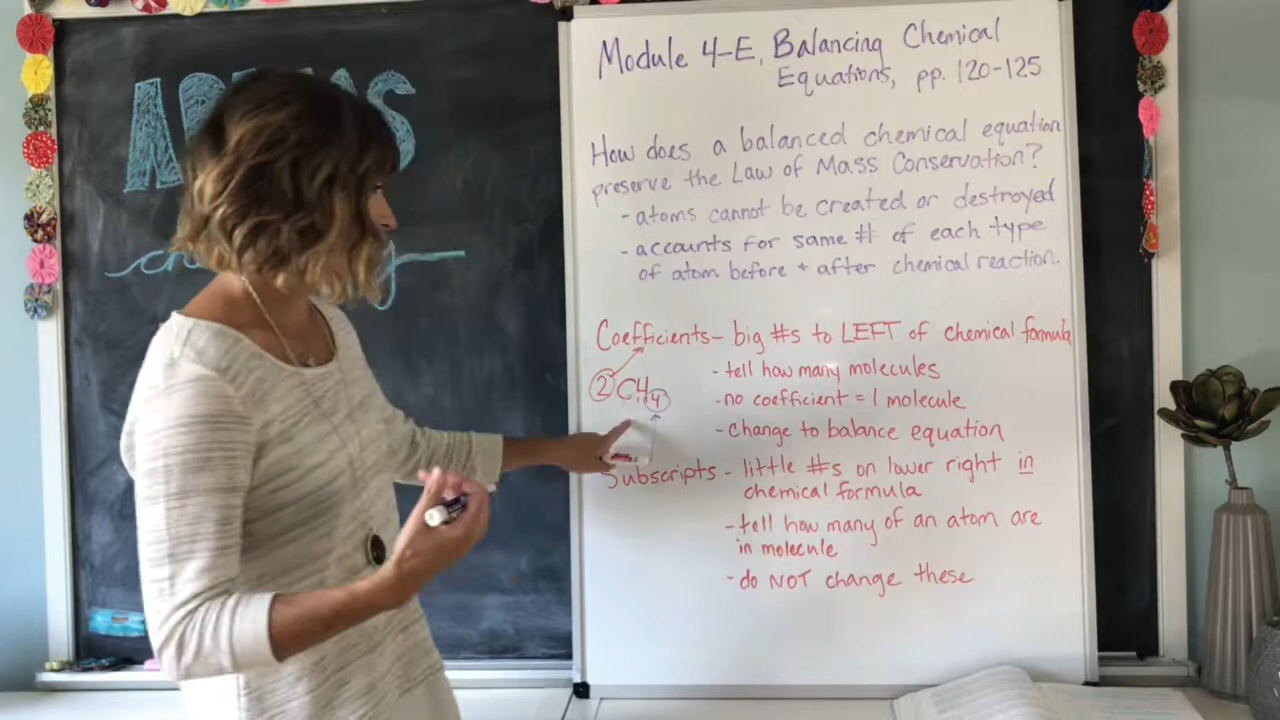 Module 4-E, Balancing Chemical
Equations, pp. 120-125
How does a balanced chemical equation
preserve the Law of Mass Conservation?
- atoms cannot be created or destroyed
- accounts for same # of each type
of atom before + after chemical reaction.
Coefficients - big #s to LEFT of chemical formula
- tell how many molecules
2 CH4
- no coefficient = 1 molecule
- change to balance equation
Subscripts - little #s on lower right in
chemical formula
- tell how many of an atom are
in molecule
- do NOT change these